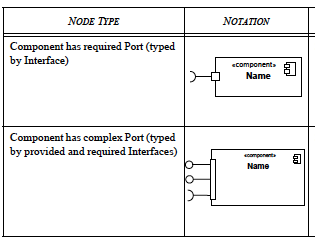 NODE TYPE
NOTATION
Component has required Port (typed
by Interface)
«component»
Name
Component has complex Port (typed
by provided and required Interfaces)
«component»
Name